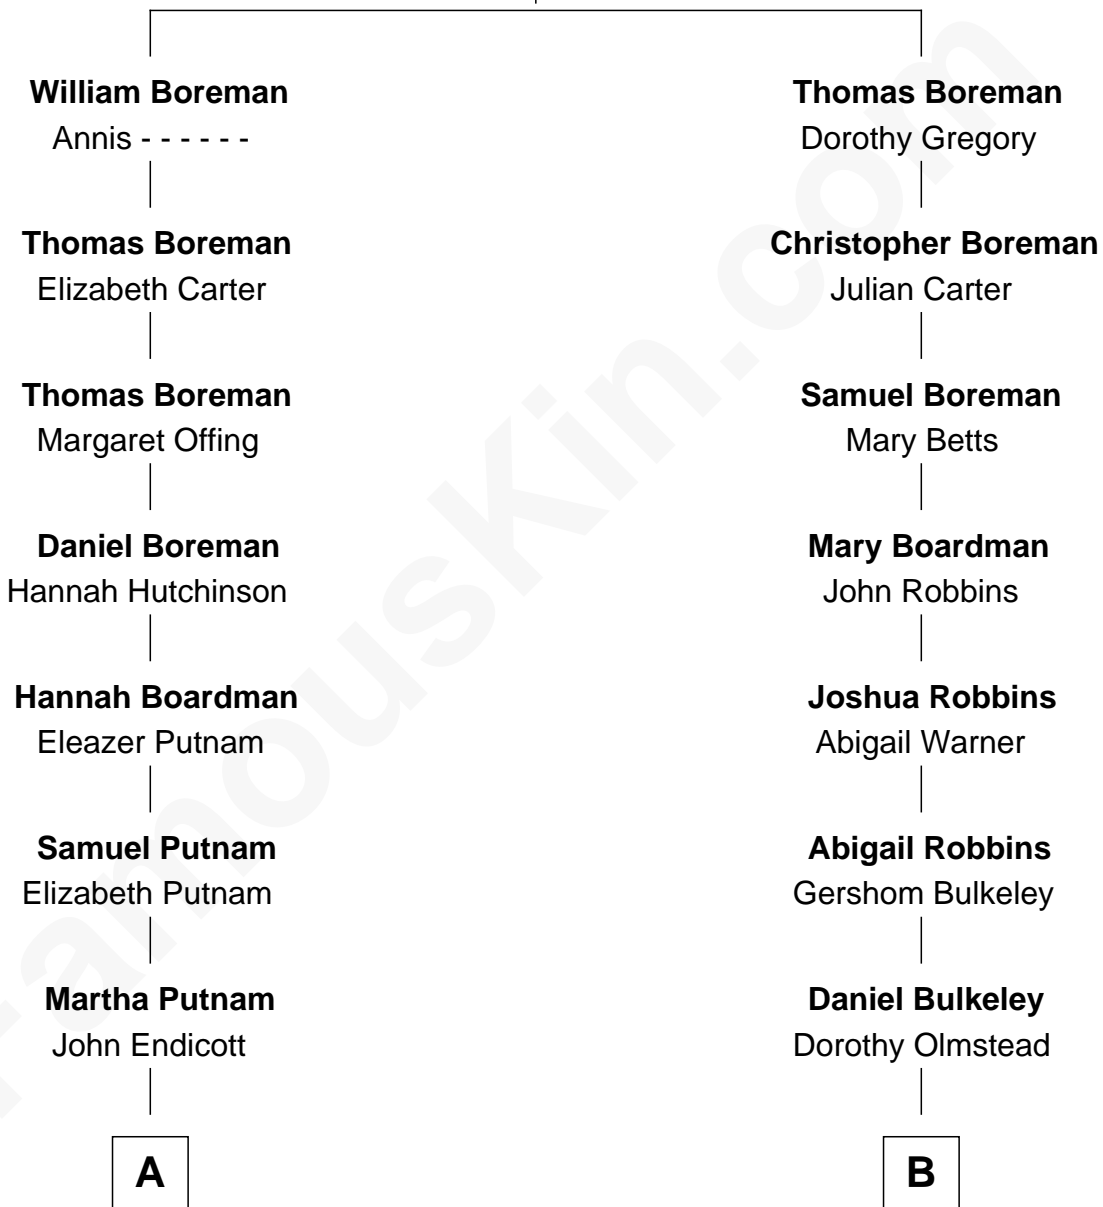 William Boreman
Annis - - - - - -
Thomas Boreman
Elizabeth Carter
Thomas Boreman
Margaret Offing
Daniel Boreman
Hannah Hutchinson
Hannah Boardman
Eleazer Putnam
Samuel Putnam
Elizabeth Putnam
Martha Putnam
John Endicott
A
Thomas Boreman
Dorothy Gregory
Christopher Boreman
Julian Carter
Samuel Boreman
Mary Betts
Mary Boardman
John Robbins
Joshua Robbins
Abigail Warner
Abigail Robbins
Gershom Bulkeley
Daniel Bulkeley
Dorothy Olmstead
B
FamousKin.com